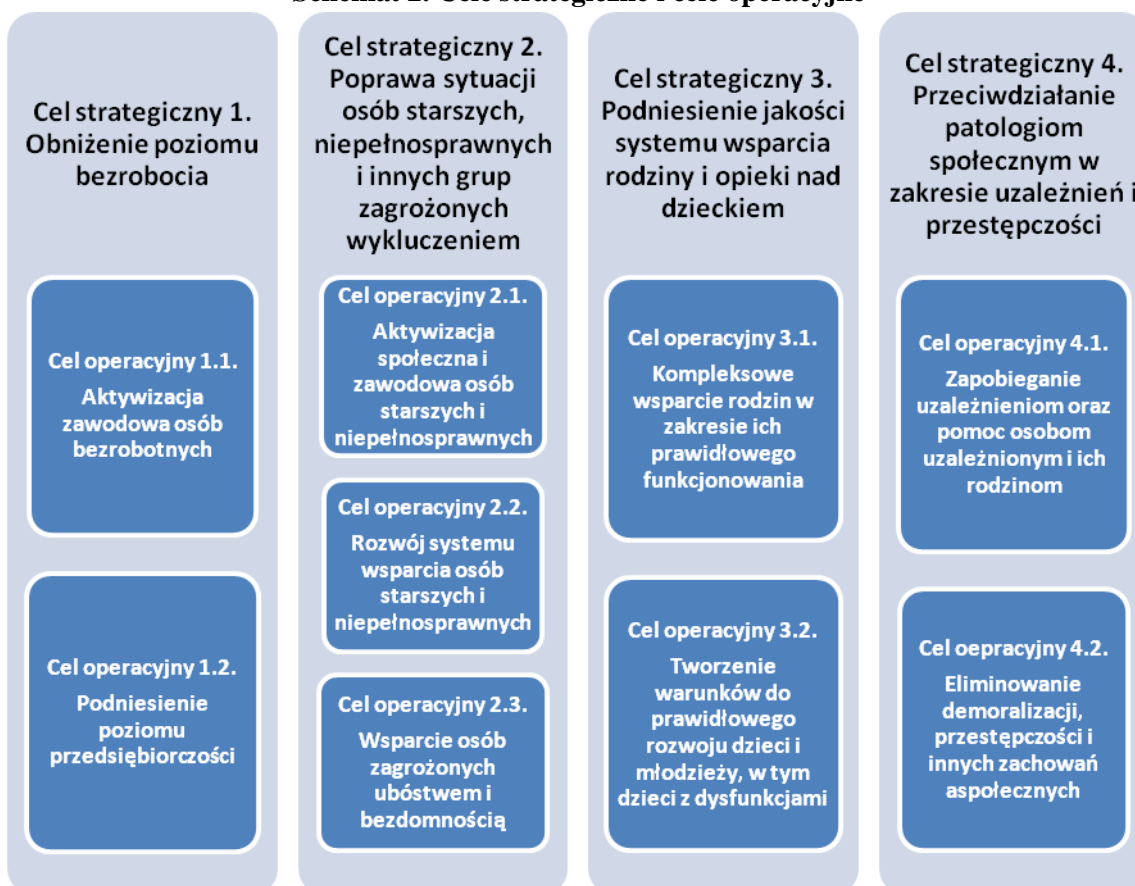 Schemat 2. Cele strategiczne i cele operacyjne
Cel strategiczny 1.
Obniżenie poziomu
bezrobocia
Cel operacyjny 1.1.
Aktywizacja
zawodowa osób
bezrobotnych
Cel operacyjny 1.2.
Podniesienie
poziomu
przedsiębiorczości
Cel strategiczny 2.
Poprawa sytuacji
osób starszych,
niepełnosprawnych
i innych grup
zagrożonych
wykluczeniem
Cel operacyjny 2.1.
Aktywizacja
społeczna i
zawodowa osób
starszych i
niepełnosprawnych
Cel operacyjny 2.2.
Rozwój systemu
wsparcia osób
starszych i
niepełnosprawnych
Cel operacyjny 2.3.
Wsparcie osób
zagrożonych
ubóstwem i
bezdomnością
Cel strategiczny 3.
Podniesienie jakości
systemu wsparcia
rodziny i opieki nad
dzieckiem
Cel operacyjny 3.1.
Kompleksowe
wsparcie rodzin w
zakresie ich
prawidłowego
funkcjonowania
Cel operacyjny 3.2.
Tworzenie
warunków do
prawidłowego
rozwoju dzieci i
młodzieży, w tym
dzieci z dysfunkcjami
Cel strategiczny 4.
Przeciwdziałanie
patologiom
społecznym w
zakresie uzależnień i
przestępczości
Cel operacyjny 4.1.
Zapobieganie
uzależnieniom oraz
pomoc osobom
uzależnionym i ich
rodzinom
Cel oepracyjny 4.2.
Eliminowanie
demoralizacji,
przestępczości i
innych zachowań
aspołecznych